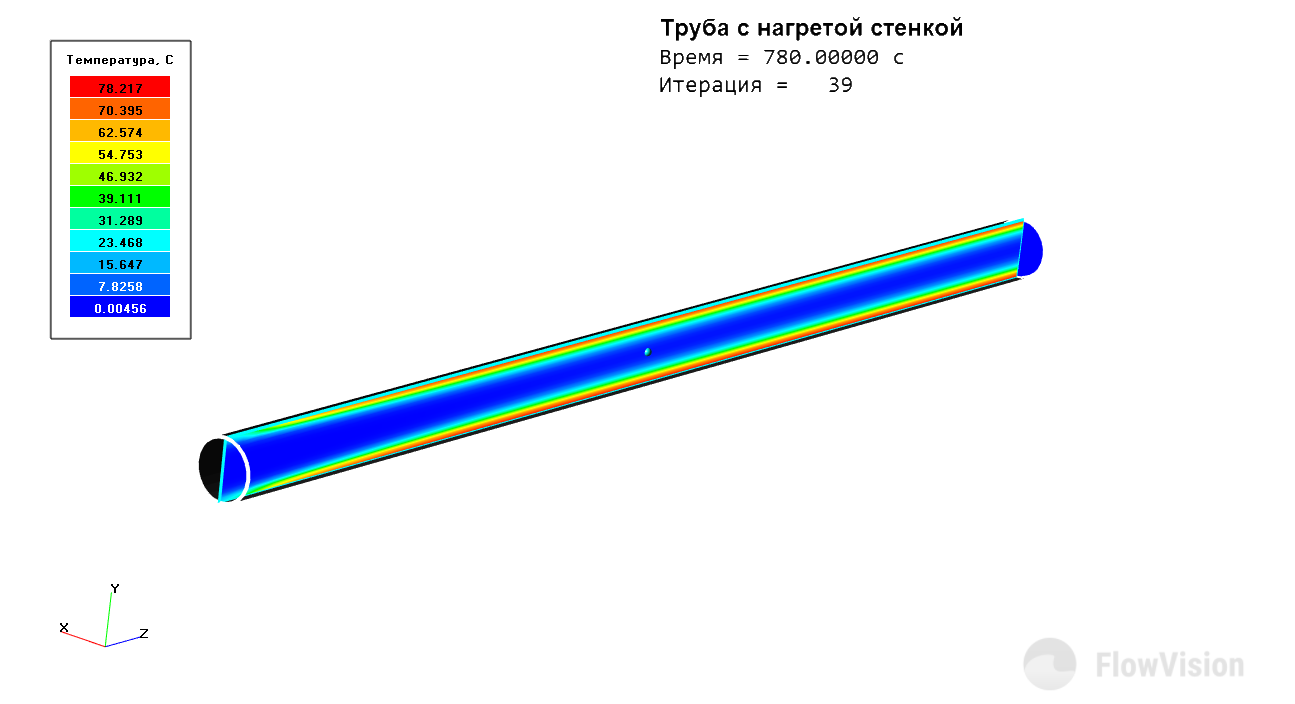 Труба с нагретой стенкой
Время = 780.00000 с
Итерация = 39
Температура, С
78.217
70.395
62.574
54.753
46.932
39.111
31.289
23.468
15.647
7.8258
0.00456
Y
X
Z
FlowVision